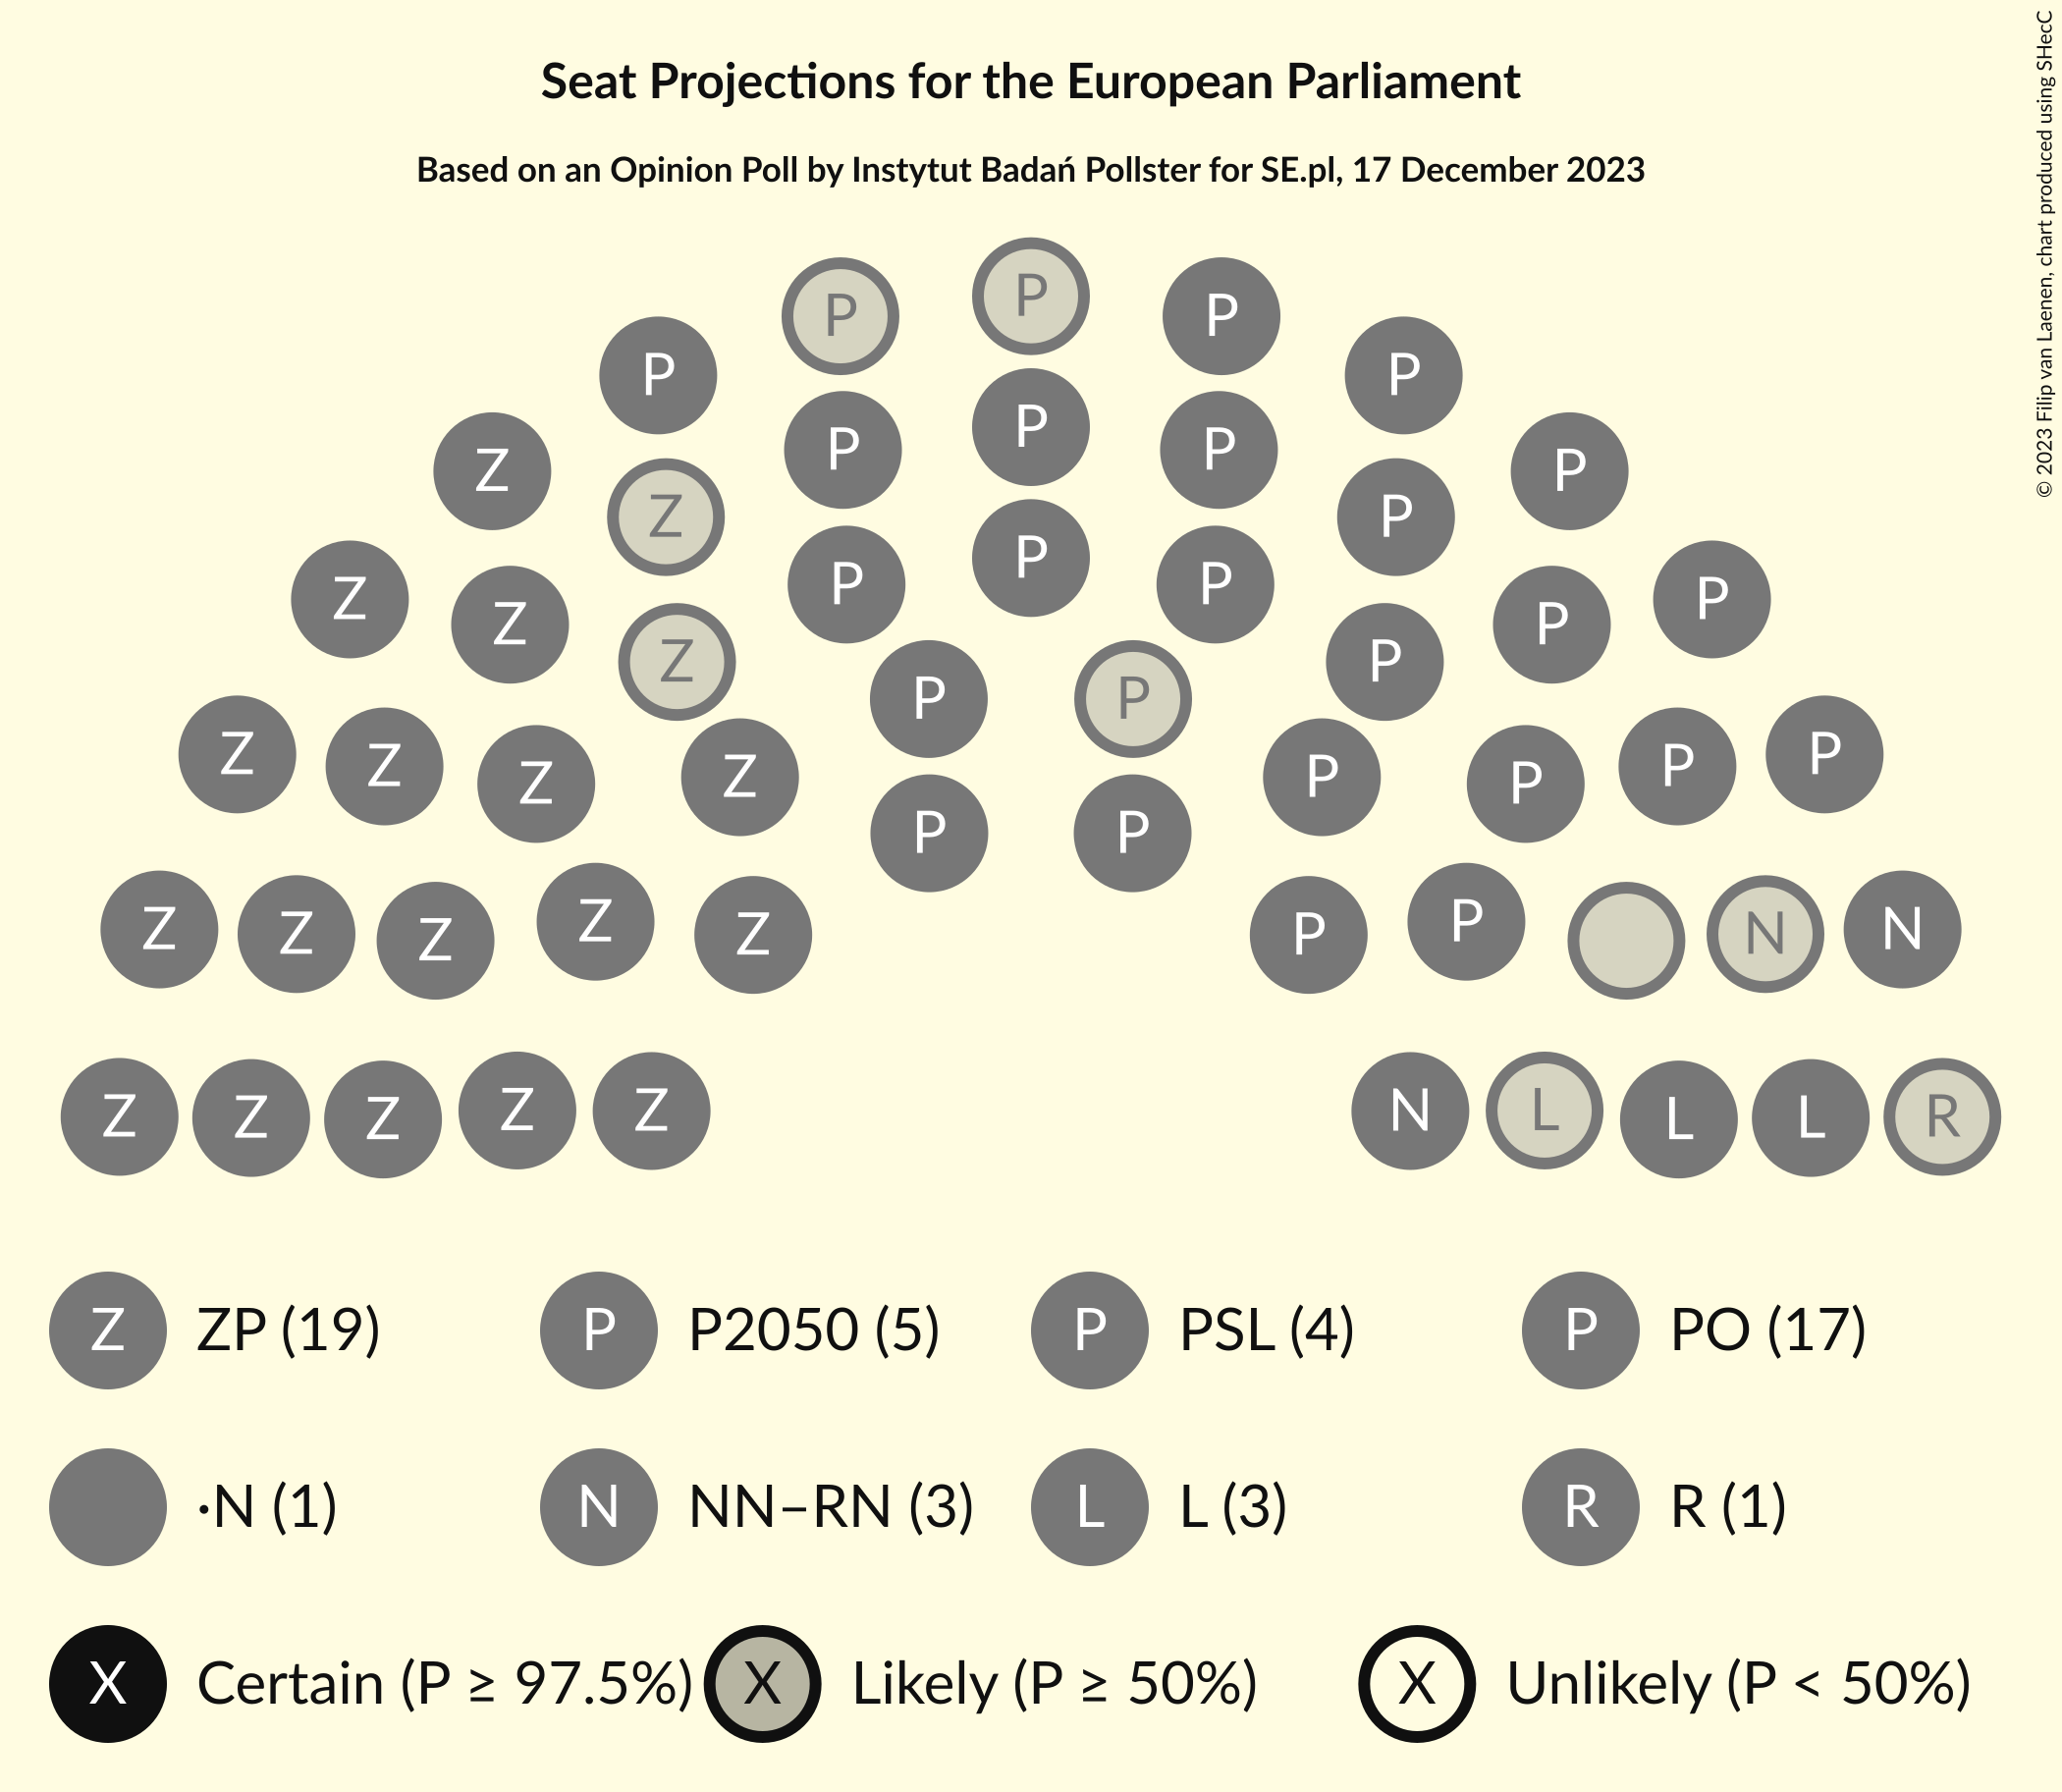 Seat Projections for the European Parliament
Based on an Opinion Poll by Instytut Badań Pollster for SE.pl, 17 December 2023
© 2023 Filip van Laenen, chart produced using SHecC
P
P P
P P
P P P
Z P
Z P P
P P P
Z P
Z P
Z P
P P
Z P
Z P
Z P
Z P
P P
Z P
Z N N
Z
Z P
Z P
Z Z Z Z Z N L L L R
Z ZP (19) P P2050 (5) P PSL (4) P PO (17)
·N (1) N NN–RN (3) L L (3) R R (1)
X Certain (P ≥ 97.5%) X Likely (P ≥ 50%) X Unlikely (P < 50%)